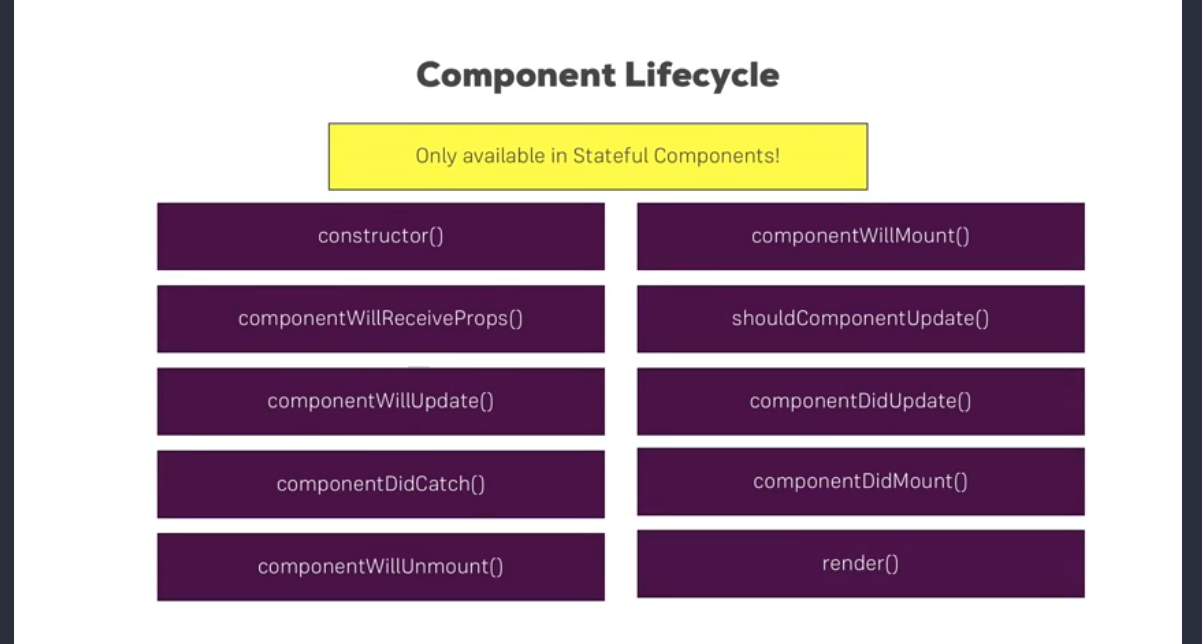 Component Lifecycle
Only available in Stateful Components!
constructor()
componentWillMount()
componentWillReceiveProps()
shouldComponentUpdate()
componentWillUpdate()
componentDidUpdate()
componentDidCatch()
componentDidMount()
componentWillUnmount()
render()